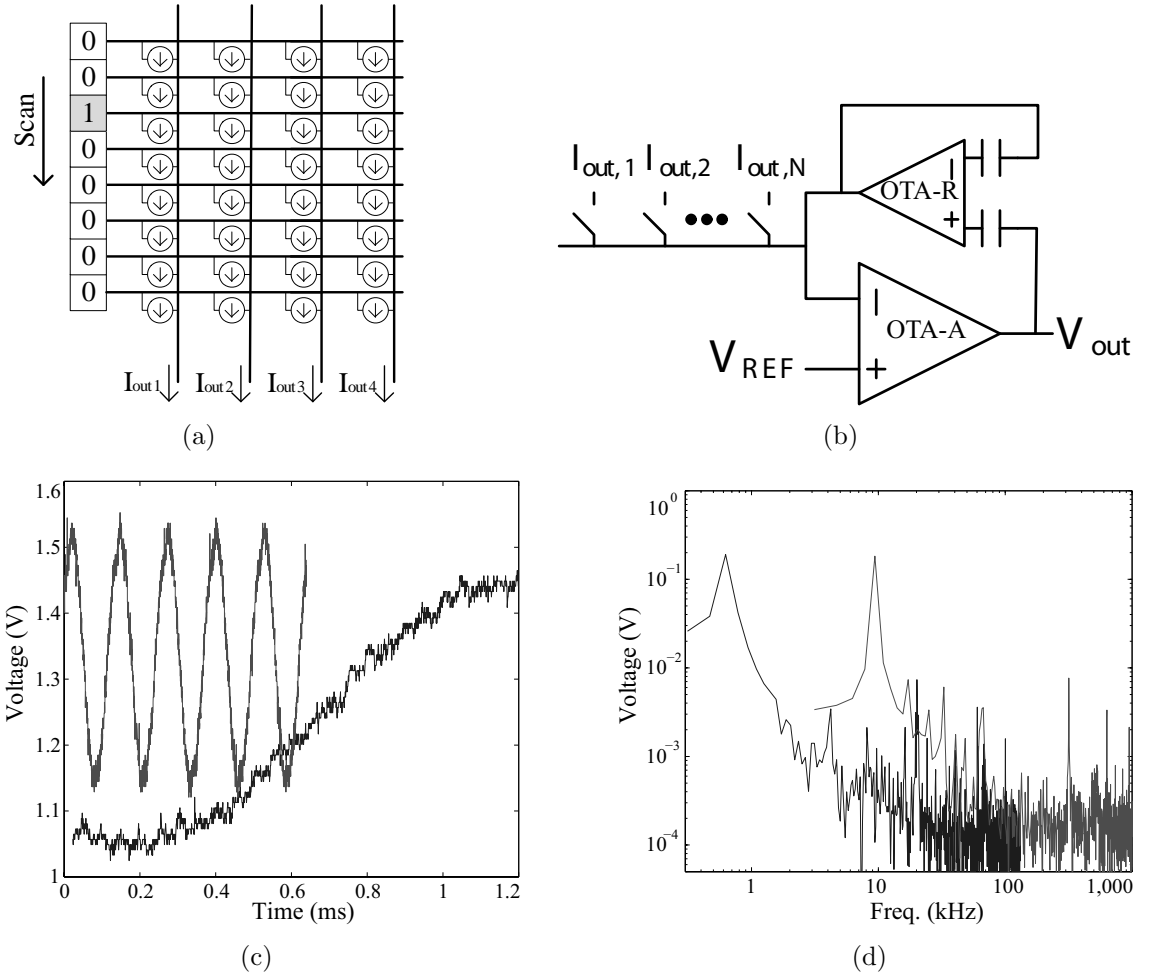 Scan
0
0
1
0
0
0
0
0
Iout1 Iout2 Iout3 Iout4
(a)
Iout,1 Iout,2 Iout,N
OTA-R
OTA-A
VREF
Vout
(b)
Voltage (V)
1.6
1.5
1.4
1.3
1.2
1.1
1
0 0.2 0.4 0.6 0.8 1 1.2
Time (ms)
(c)
Voltage (V)
10^0
10^-1
10^-2
10^-3
10^-4
1 10 100 1,000
Freq. (kHz)
(d)